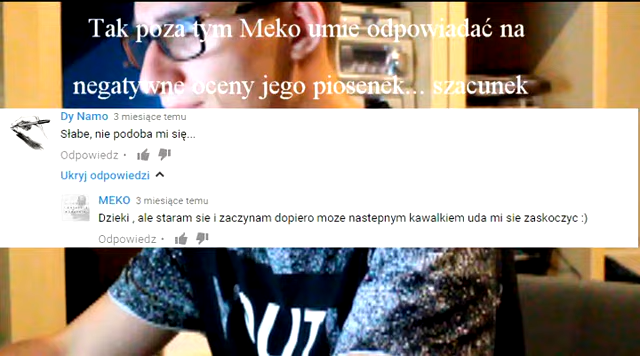 Tak poza tym Meko umie odpowiadać na
negatywne oceny jego piosenek... szacunek
Dy Namo 3 miesiące temu
Słabe, nie podoba mi się...
Odpowiedz •
Ukryj odpowiedzi
MEKO 3 miesiące temu
Dzieki , ale staram sie i zaczynam dopiero moze nastepnym kawalkiem uda mi sie zaskoczyc :)
Odpowiedz •